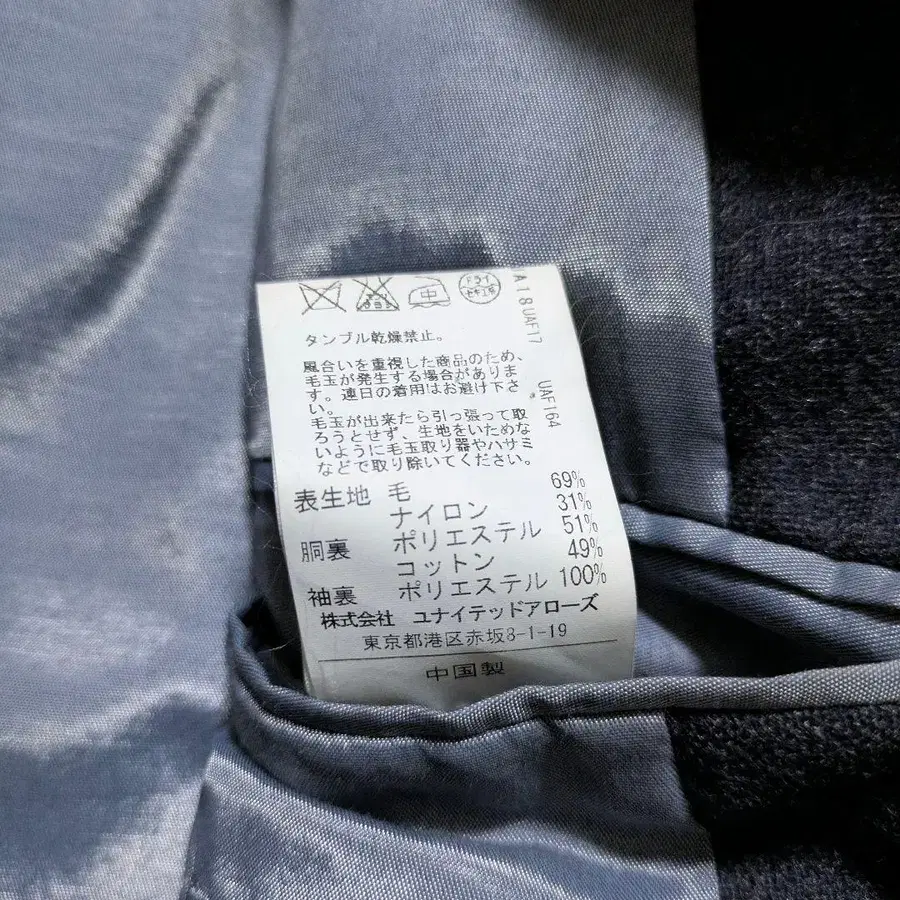 中
ドライ
セキユ系
A18UAF17
UAF164
タンブル乾燥禁止。
風合いを重視した商品のため、
毛玉が発生する場合がありま
す。連日の着用はお避け下さ
い。
毛玉が出来たら引っ張って取
ろうとせず、生地をいためな
いように毛玉取り器やハサミ
などで取り除いてください。
表生地 毛 69%
ナイロン 31%
胴裏 ポリエステル 51%
コットン 49%
袖裏 ポリエステル 100%
株式会社 ユナイテッドアローズ
東京都港区赤坂8-1-19
中国製